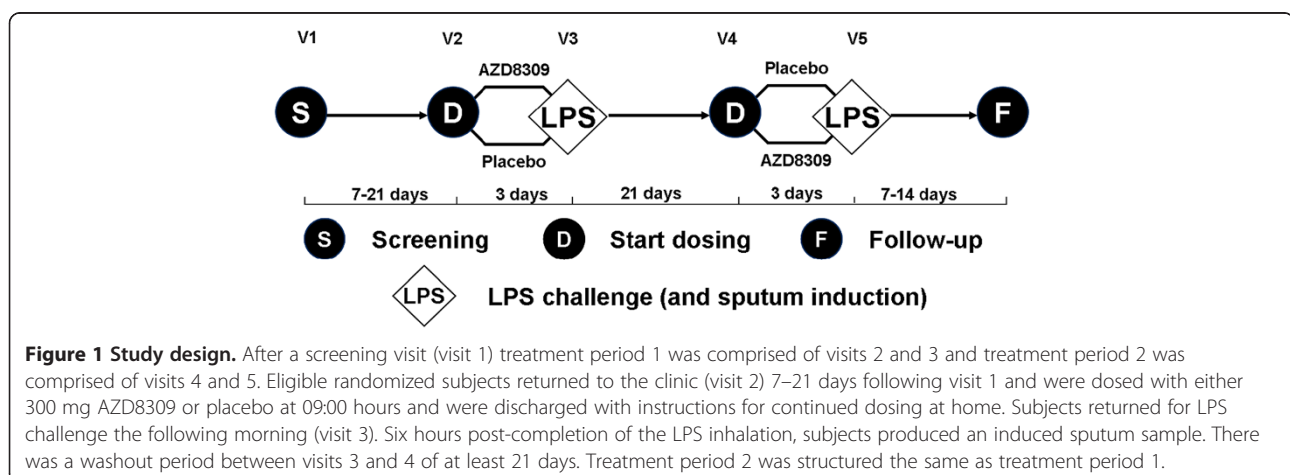 V1 V2 V3 V4 V5
AZD8309 Placebo
S D LPS D LPS F
Placebo AZD8309
7-21 days 3 days 21 days 3 days 7-14 days
S Screening D Start dosing F Follow-up
LPS LPS challenge (and sputum induction)
Figure 1 Study design. After a screening visit (visit 1) treatment period 1 was comprised of visits 2 and 3 and treatment period 2 was
comprised of visits 4 and 5. Eligible randomized subjects returned to the clinic (visit 2) 7–21 days following visit 1 and were dosed with either
300 mg AZD8309 or placebo at 09:00 hours and were discharged with instructions for continued dosing at home. Subjects returned for LPS
challenge the following morning (visit 3). Six hours post-completion of the LPS inhalation, subjects produced an induced sputum sample. There
was a washout period between visits 3 and 4 of at least 21 days. Treatment period 2 was structured the same as treatment period 1.